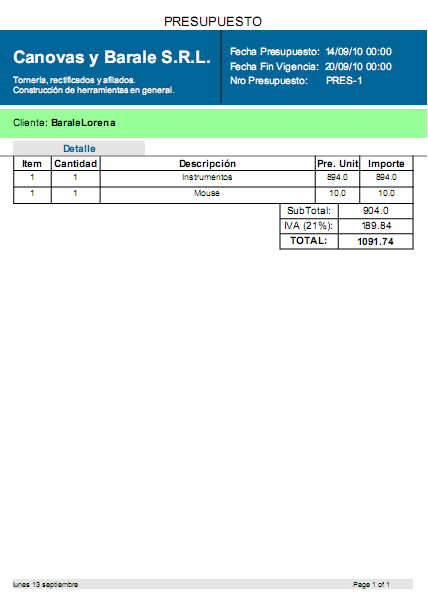 PRESUPUESTO
Canovas y Barale S.R.L.
Tornería, rectificados y afilados.
Construcción de herramientas en general.
Fecha Presupuesto: 14/09/10 00:00
Fecha Fin Vigencia: 20/09/10 00:00
Nro Presupuesto: PRES-1
Cliente: BaraleLorena
Detalle
Item Cantidad Descripción Pre. Unit Importe
1 1 Instrumentos 894.0 894.0
1 1 Mouse 10.0 10.0
SubTotal: 904.0
IVA (21%): 189.84
TOTAL: 1091.74
lunes 13 septiembre Page 1 of 1